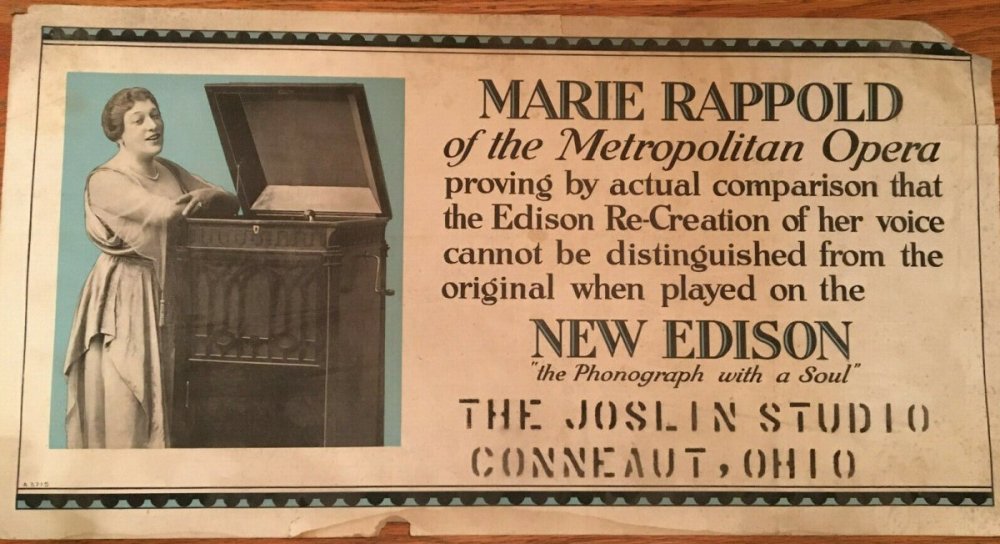 MARIE RAPPOLD
of the Metropolitan Opera
proving by actual comparison that
the Edison Re-Creation of her voice
cannot be distinguished from the
original when played on the
NEW EDISON
"the Phonograph with a Soul"
THE JOSLIN STUDIO
CONNEAUT, OHIO